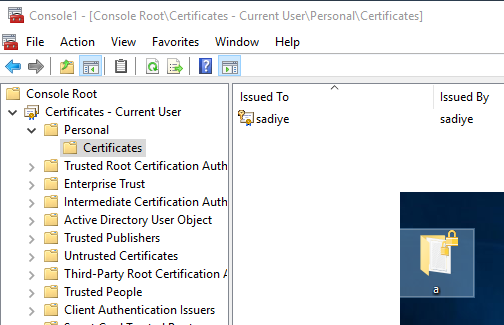 Console1 - [Console Root\Certificates - Current User\Personal\Certificates]
File Action View Favorites Window Help
Console Root
Certificates - Current User
Personal
Certificates
Trusted Root Certification Auth
Enterprise Trust
Intermediate Certification Auth
Active Directory User Object
Trusted Publishers
Untrusted Certificates
Third-Party Root Certification A
Trusted People
Client Authentication Issuers
Issued To Issued By
sadiye sadiye
a